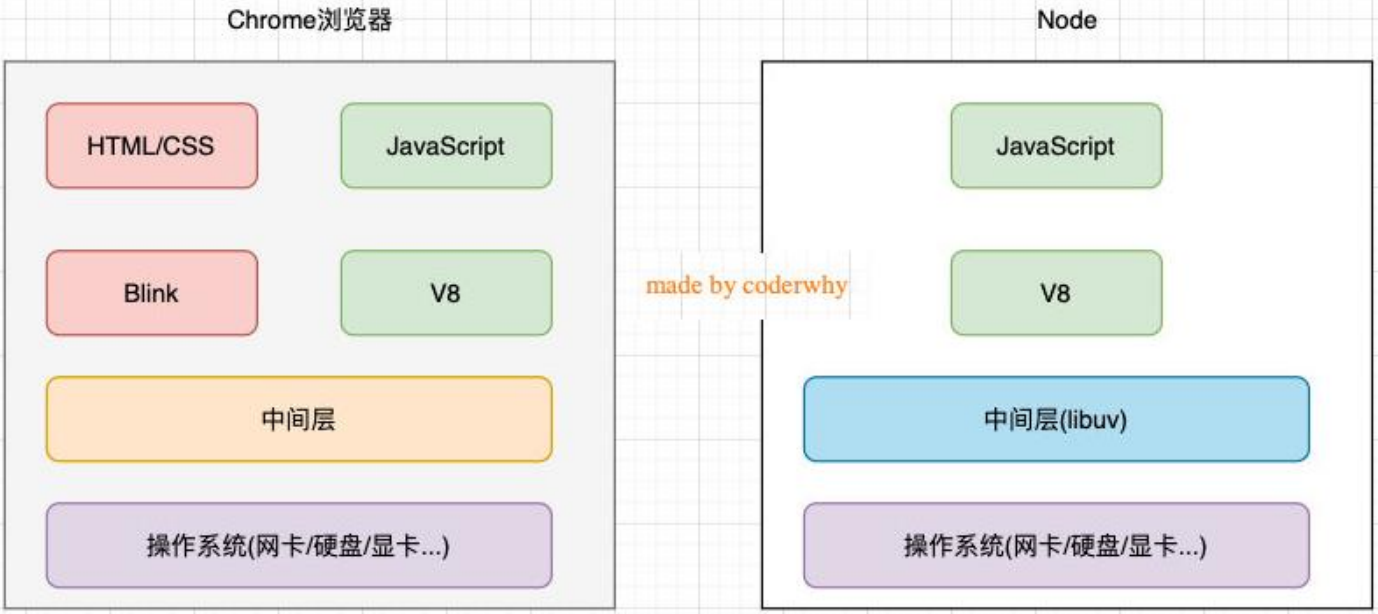 Chrome浏览器
HTML/CSS
JavaScript
Blink
V8
中间层
操作系统(网卡/硬盘/显卡...)
made by coderwhy
Node
JavaScript
V8
中间层(libuv)
操作系统(网卡/硬盘/显卡...)